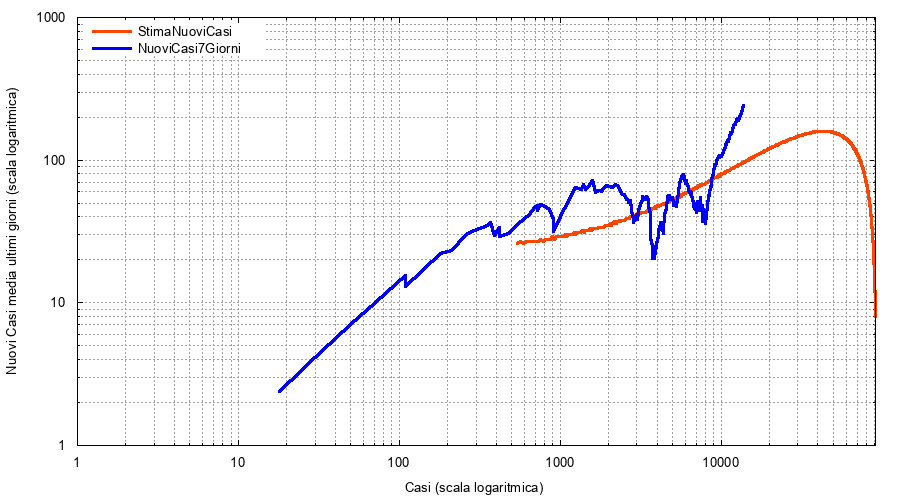 1000
100
10
1
StimaNuoviCasi
NuoviCasi7Giorni
Nuovi Casi media ultimi giorni (scala logaritmica)
1 10 100 1000 10000
Casi (scala logaritmica)